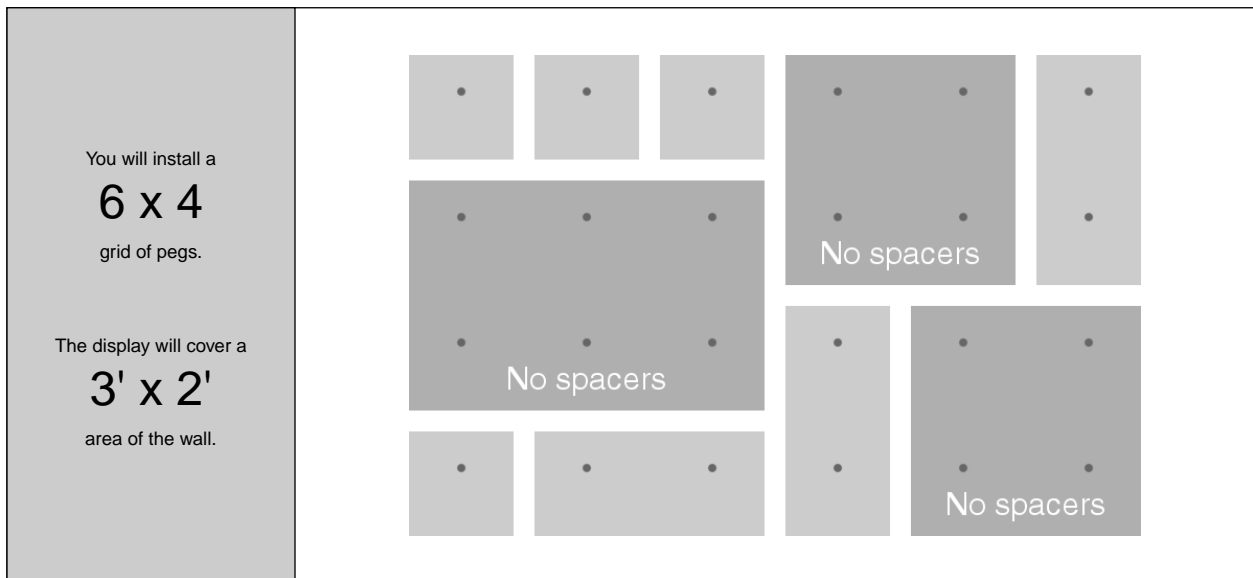 You will install a
6 x 4
grid of pegs.
The display will cover a
3' x 2'
area of the wall.
No spacers
No spacers
No spacers